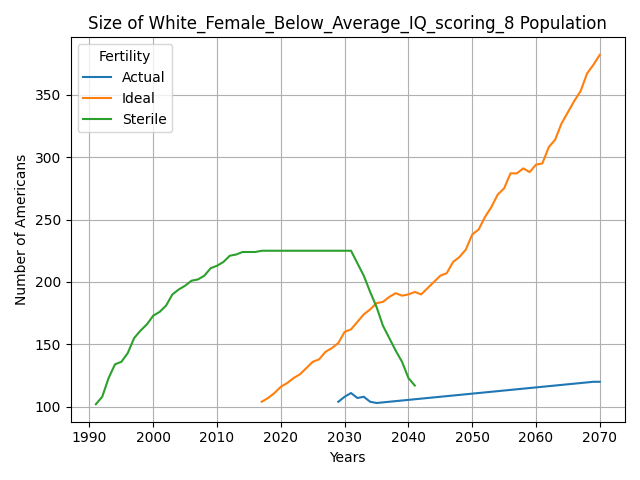 Size of White_Female_Below_Average_IQ_scoring_8 Population
Fertility
Actual
Ideal
Sterile
Number of Americans
350
300
250
200
150
100
1990
2000
2010
2020
2030
2040
2050
2060
2070
Years